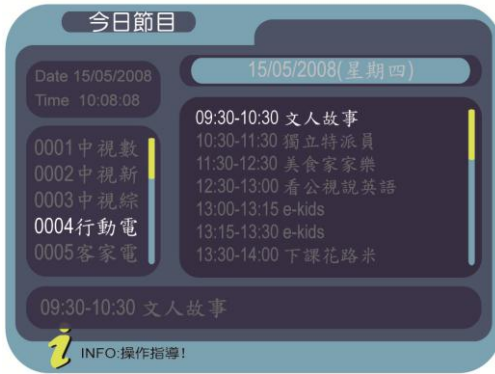 今日節目
Date 15/05/2008
Time 10:08:08
15/05/2008(星期四)
0001中視數
0002中視新
0003中視綜
0004行動電
0005客家電
09:30-10:30 文人故事
10:30-11:30 獨立特派員
11:30-12:30 美食家家樂
12:30-13:00 看公視說英語
13:00-13:15 e-kids
13:15-13:30 e-kids
13:30-14:00 下課花路米
09:30-10:30 文人故事
i INFO:操作指導!